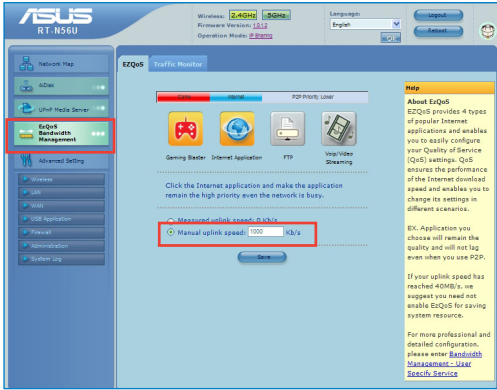 ASUS
RT-N56U
Wireless: 2.4GHz 5GHz
Firmware Version: 1.0.1.2
Operation Mode: IP Sharing
Language:
English
Logout
Reboot
Network Map
AiDisk
UPnP Media Server
EzQoS
Bandwidth
Management
Advanced Setting
Wireless
LAN
WAN
USB Application
Firewall
Administration
System Log
EZQoS Traffic Monitor
Game Internet P2P Priority Lower
Gaming Blaster Internet Application FTP Voip/Video
Streaming
Click the Internet application and make the application
remain the high priority even the network is busy.
Measured uplink speed: 0 Kb/s
Manual uplink speed: 1000 Kb/s
Save
Help
About EzQoS
EZQoS provides 4 types
of popular Internet
applications and enables
you to easily configure
your Quality of Service
(QoS) settings. QoS
ensures the performance
of the Internet download
speed and enables you to
change its settings in
different scenarios.
EX. Application you
choose will remain the
quality and will not lag
even when you use P2P.
If your uplink speed has
reached 40MB/s, we
suggest you need not
enable EzQoS for saving
system resource.
For more professional and
detailed configuration,
please enter Bandwidth
Management - User
Specify Service